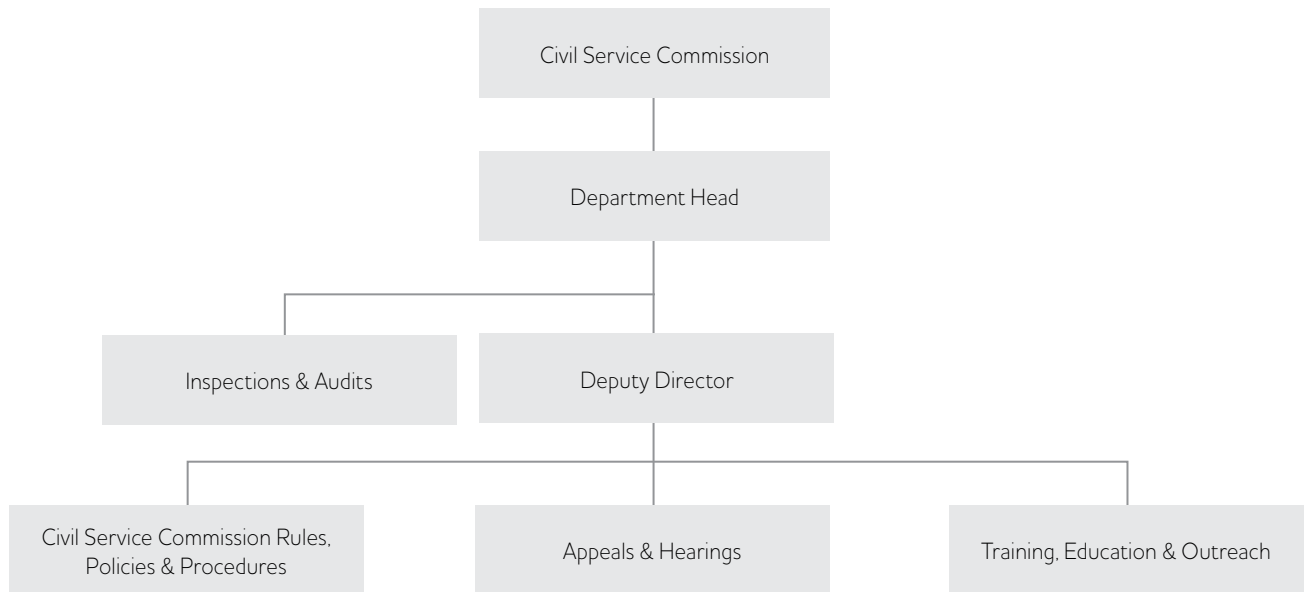 Civil Service Commission
Department Head
Inspections & Audits
Deputy Director
Civil Service Commission Rules,
Policies & Procedures
Appeals & Hearings
Training, Education & Outreach